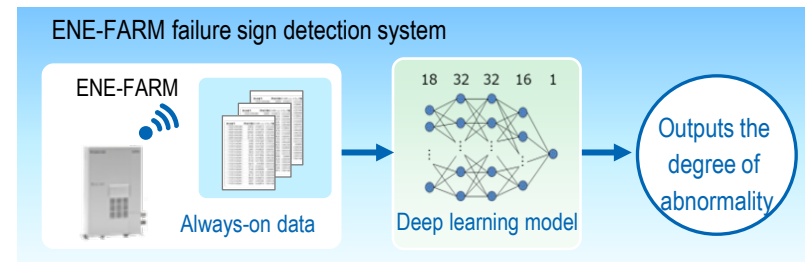 ENE-FARM failure sign detection system
ENE-FARM
Always-on data
18 32 32 16 1
Deep learning model
Outputs the
degree of
abnormality